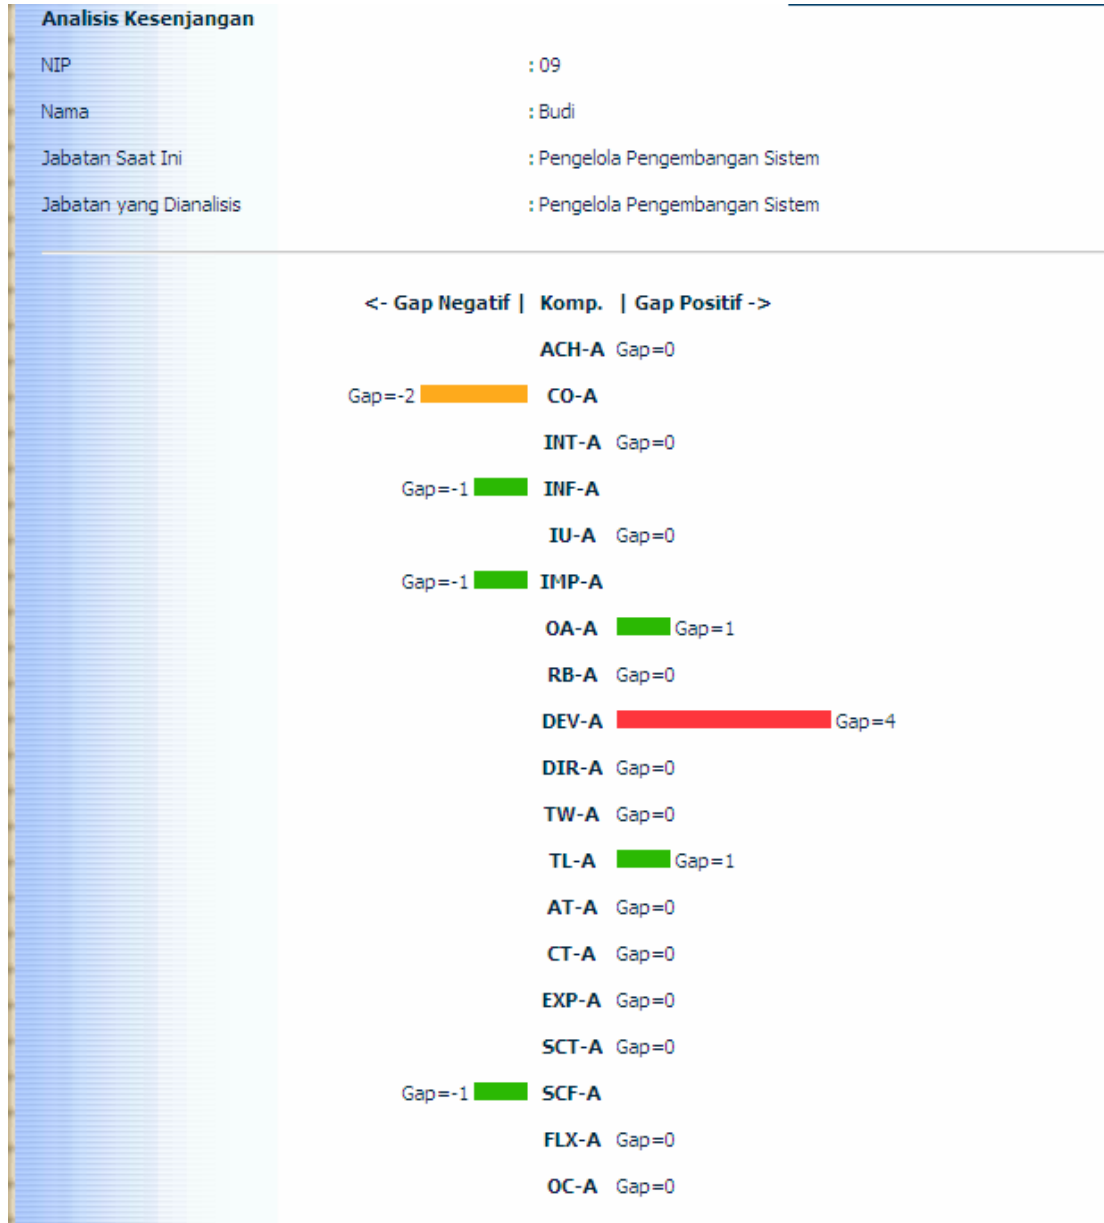 Analisis Kesenjangan
NIP : 09
Nama : Budi
Jabatan Saat Ini : Pengelola Pengembangan Sistem
Jabatan yang Dianalisis : Pengelola Pengembangan Sistem
<- Gap Negatif | Komp. | Gap Positif ->
ACH-A Gap=0
Gap=-2 CO-A
INT-A Gap=0
Gap=-1 INF-A
IU-A Gap=0
Gap=-1 IMP-A
OA-A Gap=1
RB-A Gap=0
DEV-A Gap=4
DIR-A Gap=0
TW-A Gap=0
TL-A Gap=1
AT-A Gap=0
CT-A Gap=0
EXP-A Gap=0
SCT-A Gap=0
Gap=-1 SCF-A
FLX-A Gap=0
OC-A Gap=0